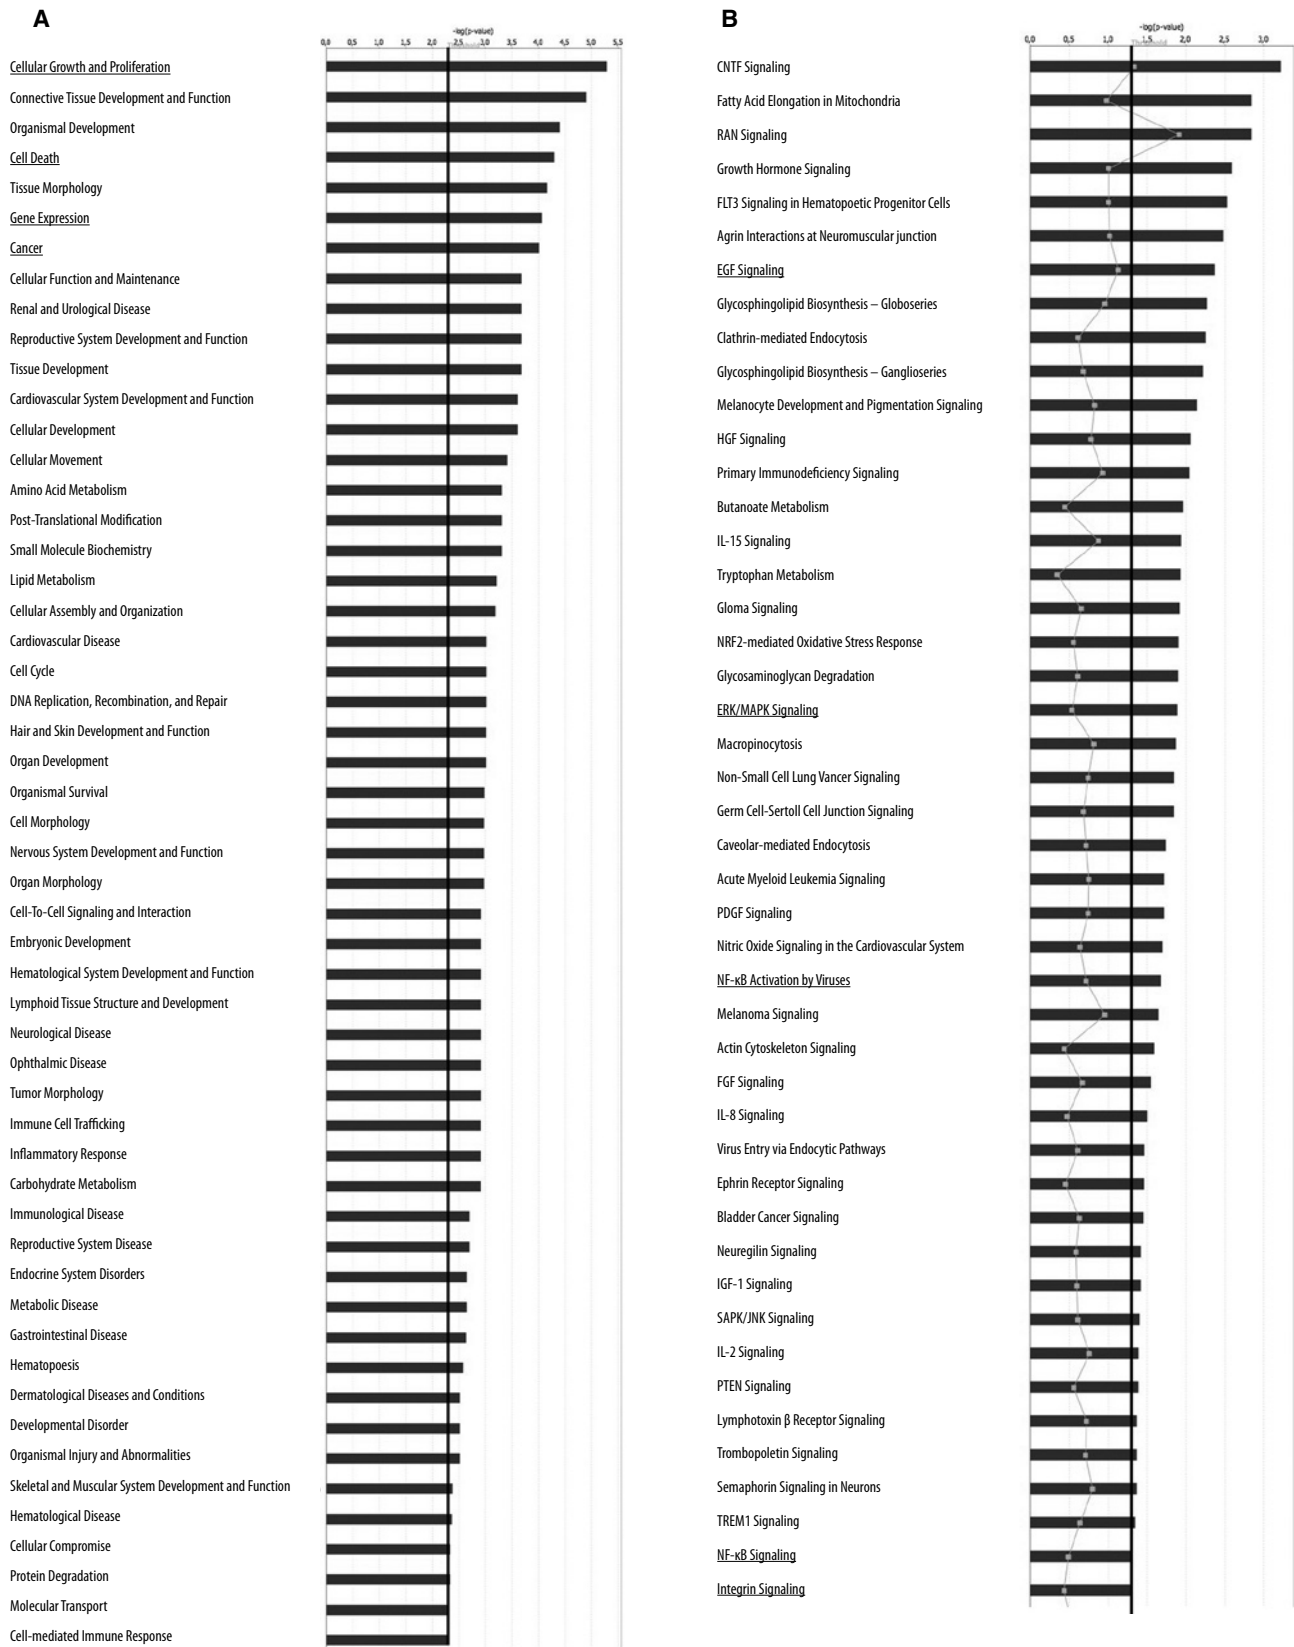 A
-log(p-value)
0,0 0,5 1,0 1,5 2,0 2,5 3,0 3,5 4,0 4,5 5,0 5,5
Cellular Growth and Proliferation
Connective Tissue Development and Function
Organismal Development
Cell Death
Tissue Morphology
Gene Expression
Cancer
Cellular Function and Maintenance
Renal and Urological Disease
Reproductive System Development and Function
Tissue Development
Cardiovascular System Development and Function
Cellular Development
Cellular Movement
Amino Acid Metabolism
Post-Translational Modification
Small Molecule Biochemistry
Lipid Metabolism
Cellular Assembly and Organization
Cardiovascular Disease
Cell Cycle
DNA Replication, Recombination, and Repair
Hair and Skin Development and Function
Organ Development
Organismal Survival
Cell Morphology
Nervous System Development and Function
Organ Morphology
Cell-To-Cell Signaling and Interaction
Embryonic Development
Hematological System Development and Function
Lymphoid Tissue Structure and Development
Neurological Disease
Ophthalmic Disease
Tumor Morphology
Immune Cell Trafficking
Inflammatory Response
Carbohydrate Metabolism
Immunological Disease
Reproductive System Disease
Endocrine System Disorders
Metabolic Disease
Gastrointestinal Disease
Hematopoesis
Dermatological Diseases and Conditions
Developmental Disorder
Organismal Injury and Abnormalities
Skeletal and Muscular System Development and Function
Hematological Disease
Cellular Compromise
Protein Degradation
Molecular Transport
Cell-mediated Immune Response
B
-log(p-value)
0,0 0,5 1,0 1,5 2,0 2,5 3,0
CNTF Signaling
Fatty Acid Elongation in Mitochondria
RAN Signaling
Growth Hormone Signaling
FLT3 Signaling in Hematopoetic Progenitor Cells
Agrin Interactions at Neuromuscular junction
EGF Signaling
Glycosphingolipid Biosynthesis – Globoseries
Clathrin-mediated Endocytosis
Glycosphingolipid Biosynthesis – Ganglioseries
Melanocyte Development and Pigmentation Signaling
HGF Signaling
Primary Immunodeficiency Signaling
Butanoate Metabolism
IL-15 Signaling
Tryptophan Metabolism
Gloma Signaling
NRF2-mediated Oxidative Stress Response
Glycosaminoglycan Degradation
ERK/MAPK Signaling
Macropinocytosis
Non-Small Cell Lung Vancer Signaling
Germ Cell-Sertoll Cell Junction Signaling
Caveolar-mediated Endocytosis
Acute Myeloid Leukemia Signaling
PDGF Signaling
Nitric Oxide Signaling in the Cardiovascular System
NF-κB Activation by Viruses
Melanoma Signaling
Actin Cytoskeleton Signaling
FGF Signaling
IL-8 Signaling
Virus Entry via Endocytic Pathways
Ephrin Receptor Signaling
Bladder Cancer Signaling
Neuregilin Signaling
IGF-1 Signaling
SAPK/JNK Signaling
IL-2 Signaling
PTEN Signaling
Lymphotoxin β Receptor Signaling
Trombopoletin Signaling
Semaphorin Signaling in Neurons
TREM1 Signaling
NF-κB Signaling
Integrin Signaling